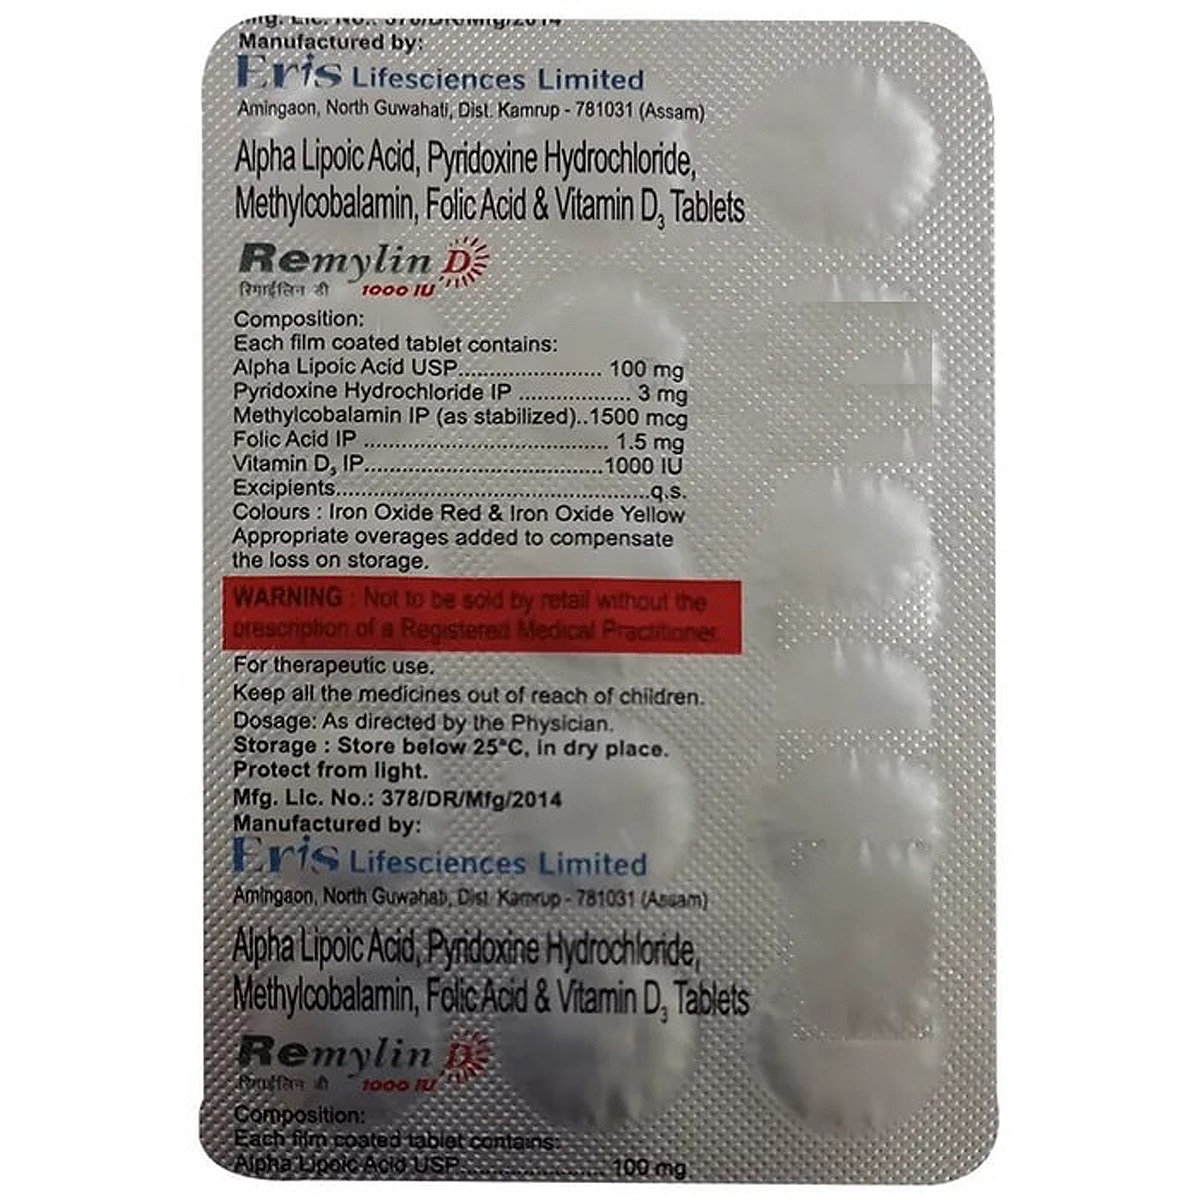 Mfg. Lic. No.: 378/DR/Mfg/2014
Manufactured by:
Eris Lifesciences Limited
Amingaon, North Guwahati, Dist. Kamrup - 781031 (Assam)
Alpha Lipoic Acid, Pyridoxine Hydrochloride,
Methylcobalamin, Folic Acid & Vitamin D₃ Tablets
Remylin D
रिमाईलिन डी 1000 IU
Composition:
Each film coated tablet contains:
Alpha Lipoic Acid USP....................... 100 mg
Pyridoxine Hydrochloride IP .................. 3 mg
Methylcobalamin IP (as stabilized)..1500 mcg
Folic Acid IP ....................................... 1.5 mg
Vitamin D₃ IP......................................1000 IU
Excipients..................................................q.s.
Colours : Iron Oxide Red & Iron Oxide Yellow
Appropriate overages added to compensate
the loss on storage.
WARNING : Not to be sold by retail without the
prescription of a Registered Medical Practitioner.
For therapeutic use.
Keep all the medicines out of reach of children.
Dosage: As directed by the Physician.
Storage : Store below 25°C, in dry place.
Protect from light.
Mfg. Lic. No.: 378/DR/Mfg/2014
Manufactured by:
Eris Lifesciences Limited
Amingaon, North Guwahati, Dist. Kamrup - 781031 (Assam)
Alpha Lipoic Acid, Pyridoxine Hydrochloride,
Methylcobalamin, Folic Acid & Vitamin D₃ Tablets
Remylin D
रिमाईलिन डी 1000 IU
Composition:
Each film coated tablet contains:
Alpha Lipoic Acid USP....................... 100 mg